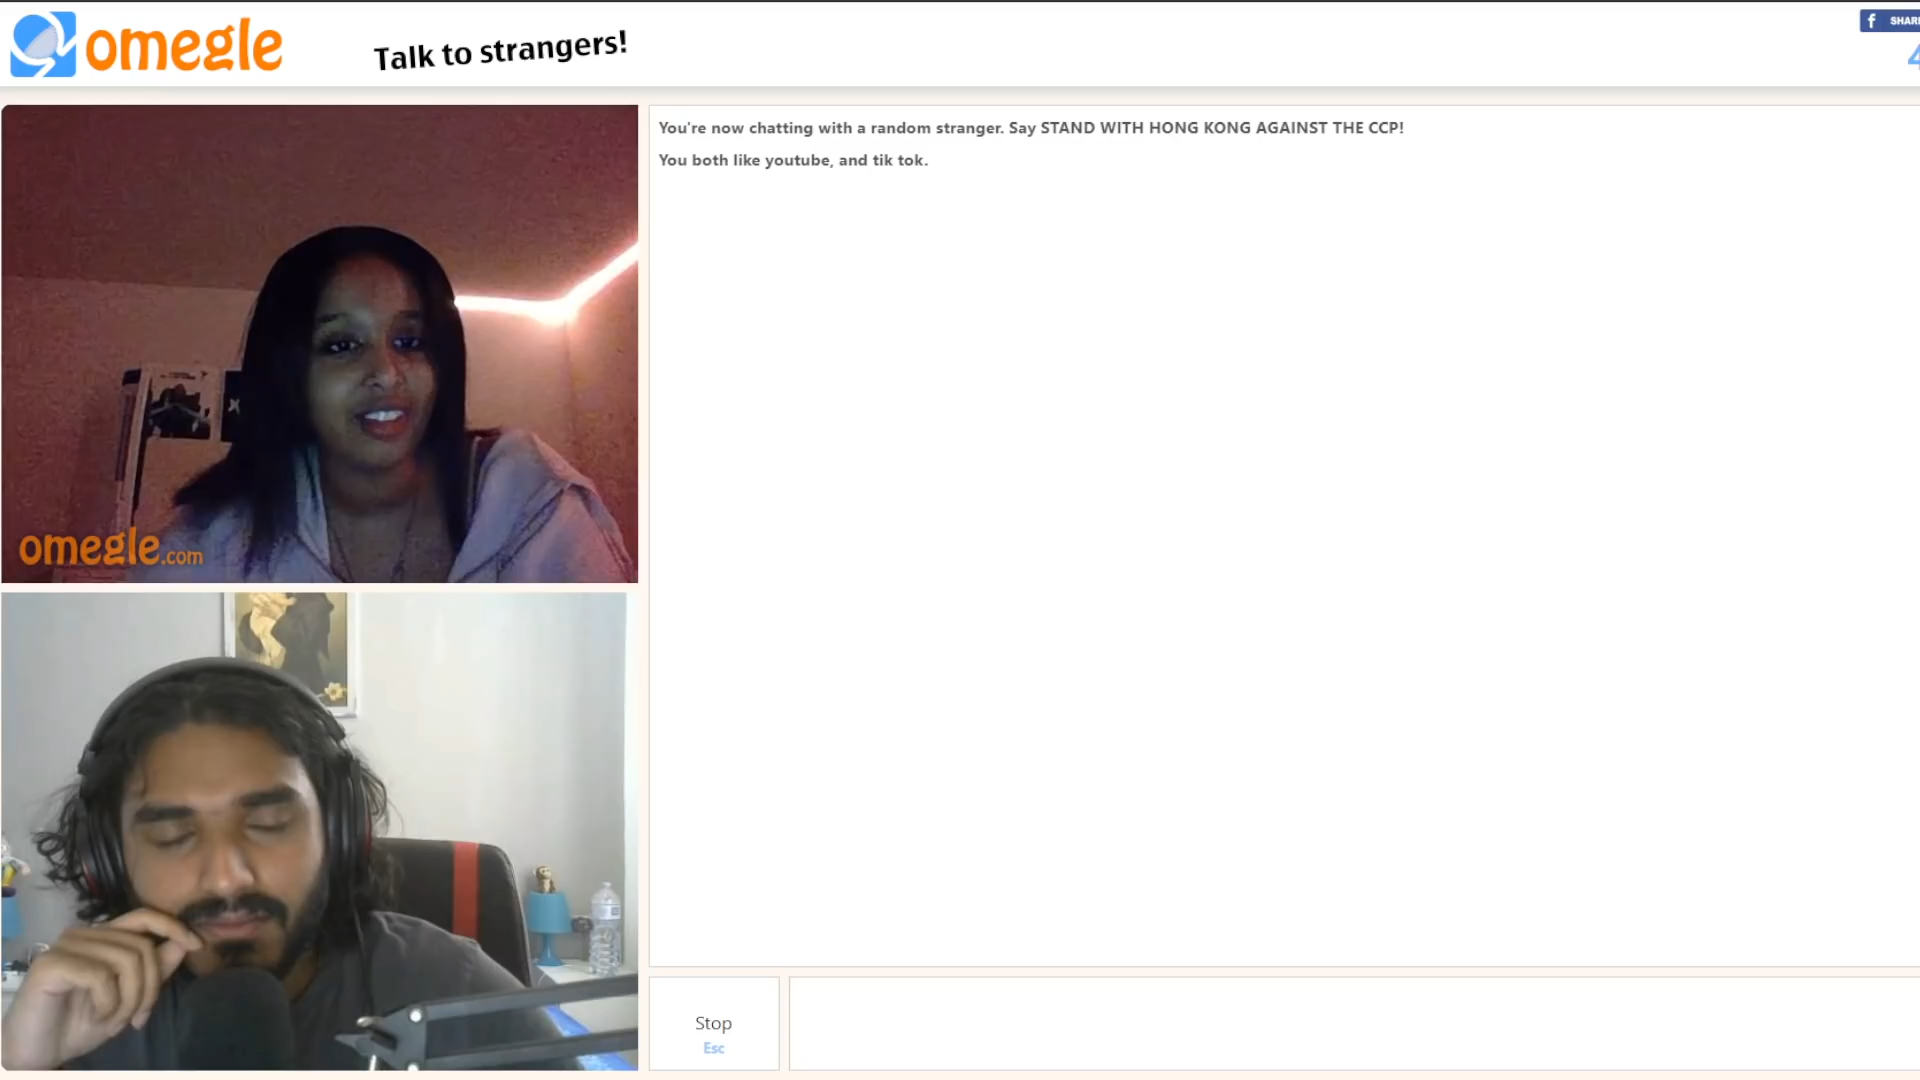 omegle
Talk to strangers!
f SHARE
You're now chatting with a random stranger. Say STAND WITH HONG KONG AGAINST THE CCP!
You both like youtube, and tik tok.
omegle.com
Stop
Esc